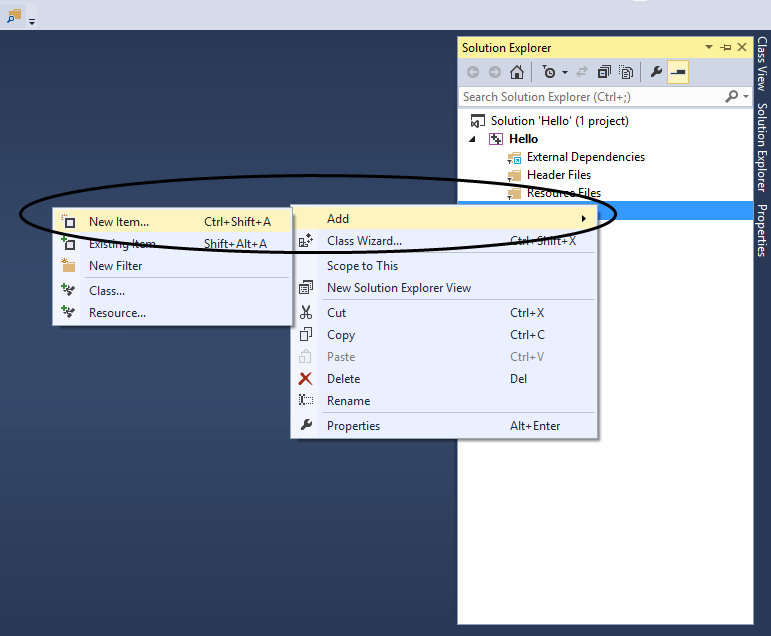 Solution Explorer
Search Solution Explorer (Ctrl+;)
Solution 'Hello' (1 project)
Hello
External Dependencies
Header Files
Resource Files
New Item... Ctrl+Shift+A
Existing Item... Shift+Alt+A
New Filter
Class...
Resource...
Add
Class Wizard... Ctrl+Shift+X
Scope to This
New Solution Explorer View
Cut Ctrl+X
Copy Ctrl+C
Paste Ctrl+V
Delete Del
Rename
Properties Alt+Enter
Class View
Solution Explorer
Properties